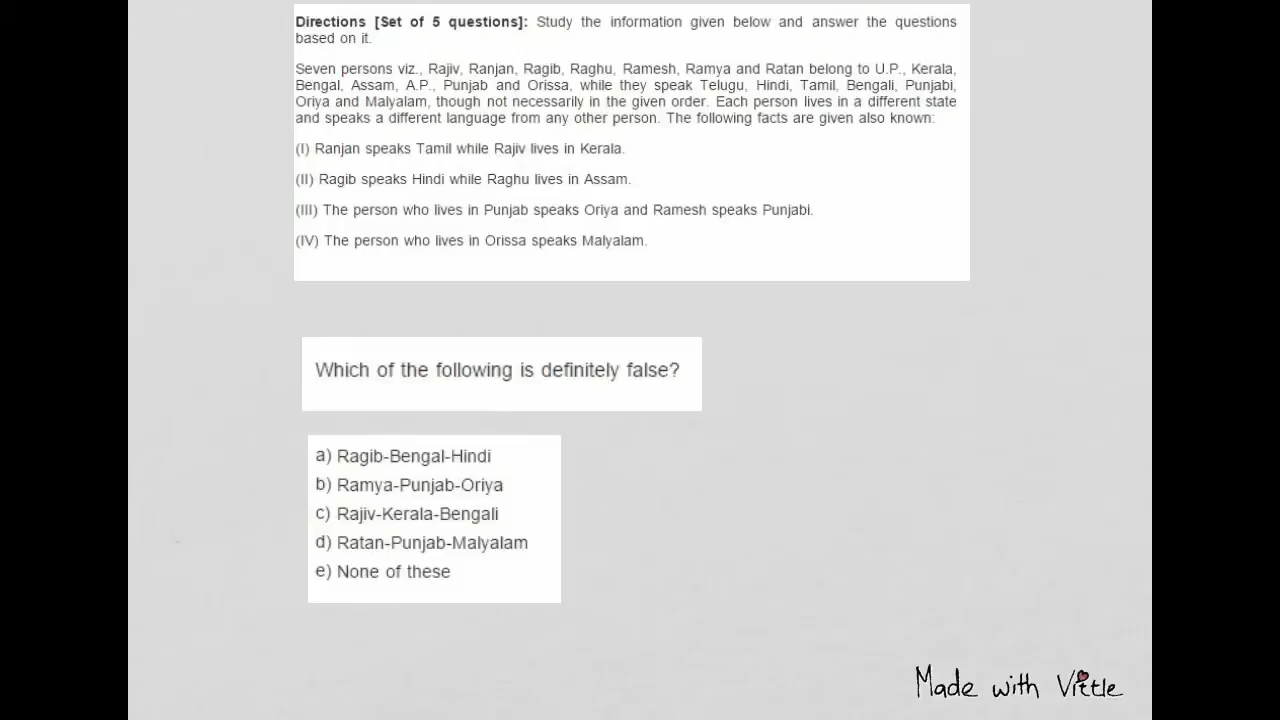 Directions [Set of 5 questions]: Study the information given below and answer the questions
based on it.
Seven persons viz., Rajiv, Ranjan, Ragib, Raghu, Ramesh, Ramya and Ratan belong to U.P., Kerala,
Bengal, Assam, A.P., Punjab and Orissa, while they speak Telugu, Hindi, Tamil, Bengali, Punjabi,
Oriya and Malyalam, though not necessarily in the given order. Each person lives in a different state
and speaks a different language from any other person. The following facts are given also known:
(I) Ranjan speaks Tamil while Rajiv lives in Kerala.
(II) Ragib speaks Hindi while Raghu lives in Assam.
(III) The person who lives in Punjab speaks Oriya and Ramesh speaks Punjabi.
(IV) The person who lives in Orissa speaks Malyalam.
Which of the following is definitely false?
a) Ragib-Bengal-Hindi
b) Ramya-Punjab-Oriya
c) Rajiv-Kerala-Bengali
d) Ratan-Punjab-Malyalam
e) None of these
Made with Vittle